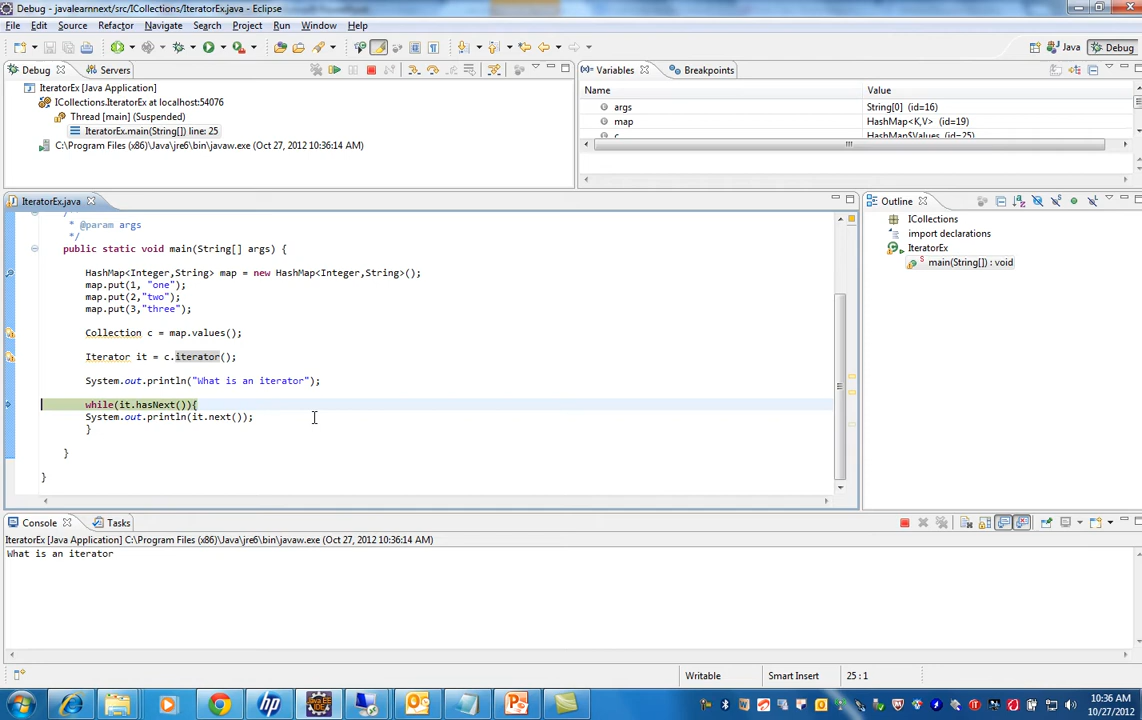 Debug - javalearnnext/src/ICollections/IteratorEx.java - Eclipse
File Edit Source Refactor Navigate Search Project Run Window Help
Java Debug
Debug Servers
IteratorEx [Java Application]
ICollections.IteratorEx at localhost:54076
Thread [main] (Suspended)
IteratorEx.main(String[]) line: 25
C:\Program Files (x86)\Java\jre6\bin\javaw.exe (Oct 27, 2012 10:36:14 AM)
Variables Breakpoints
Name Value
args String[0] (id=16)
map HashMap<K,V> (id=19)
c HashMap$Values (id=25)
IteratorEx.java
/**
* @param args
*/
public static void main(String[] args) {
HashMap<Integer,String> map = new HashMap<Integer,String>();
map.put(1, "one");
map.put(2,"two");
map.put(3,"three");
Collection c = map.values();
Iterator it = c.iterator();
System.out.println("What is an iterator");
while(it.hasNext()){
System.out.println(it.next());
}
}
}
Outline
ICollections
import declarations
IteratorEx
main(String[]) : void
Console Tasks
IteratorEx [Java Application] C:\Program Files (x86)\Java\jre6\bin\javaw.exe (Oct 27, 2012 10:36:14 AM)
What is an iterator
Writable Smart Insert 25 : 1
10:36 AM
10/27/2012